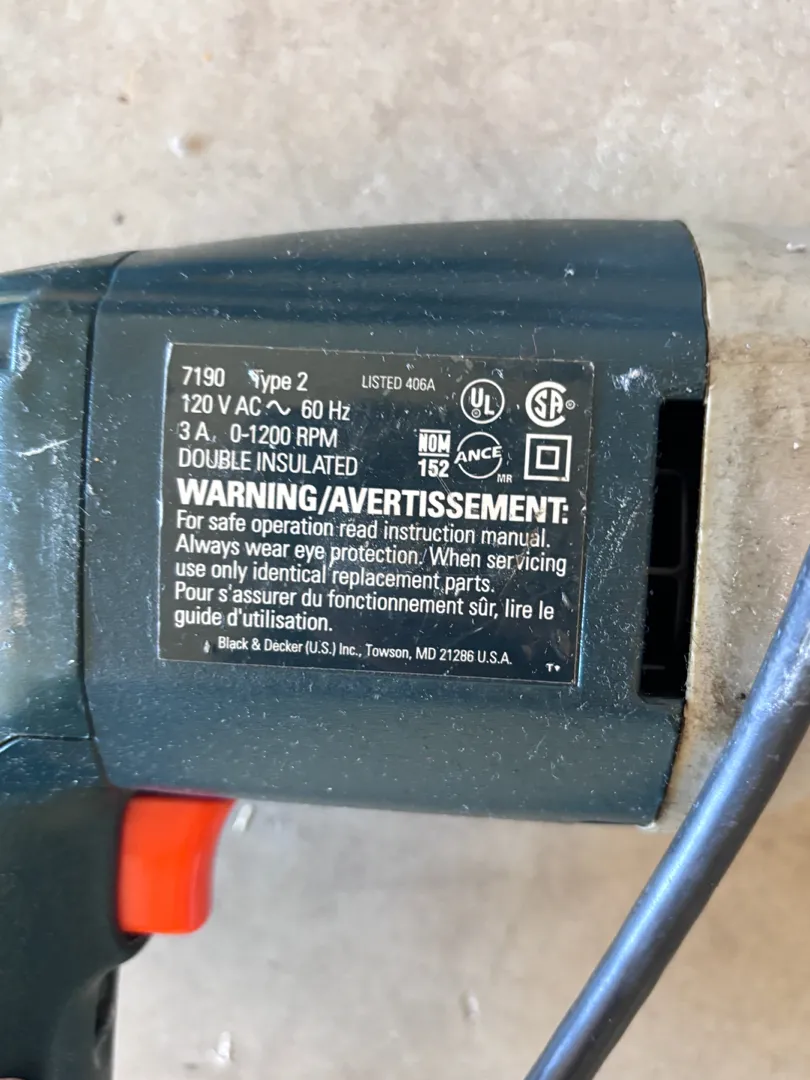 7190 Type 2 LISTED 406A UL SA
120 V AC ~ 60 Hz
3 A 0-1200 RPM NOM
DOUBLE INSULATED 152 ANCE MR
WARNING/AVERTISSEMENT:
For safe operation read instruction manual.
Always wear eye protection. When servicing
use only identical replacement parts.
Pour s'assurer du fonctionnement sûr, lire le
guide d'utilisation.
Black & Decker (U.S.) Inc., Towson, MD 21286 U.S.A.